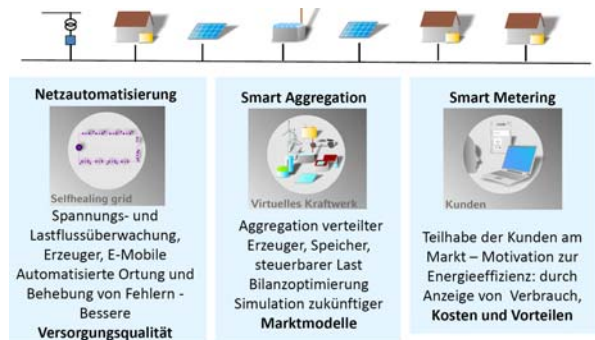 Netzautomatisierung
Selfhealing grid
Spannungs- und
Lastflussüberwachung,
Erzeuger, E-Mobile
Automatisierte Ortung und
Behebung von Fehlern -
Bessere
Versorgungsqualität
Smart Aggregation
Virtuelles Kraftwerk
Aggregation verteilter
Erzeuger, Speicher,
steuerbarer Last
Bilanzoptimierung
Simulation zukünftiger
Marktmodelle
Smart Metering
Kunden
Teilhabe der Kunden am
Markt – Motivation zur
Energieeffizienz: durch
Anzeige von Verbrauch,
Kosten und Vorteilen